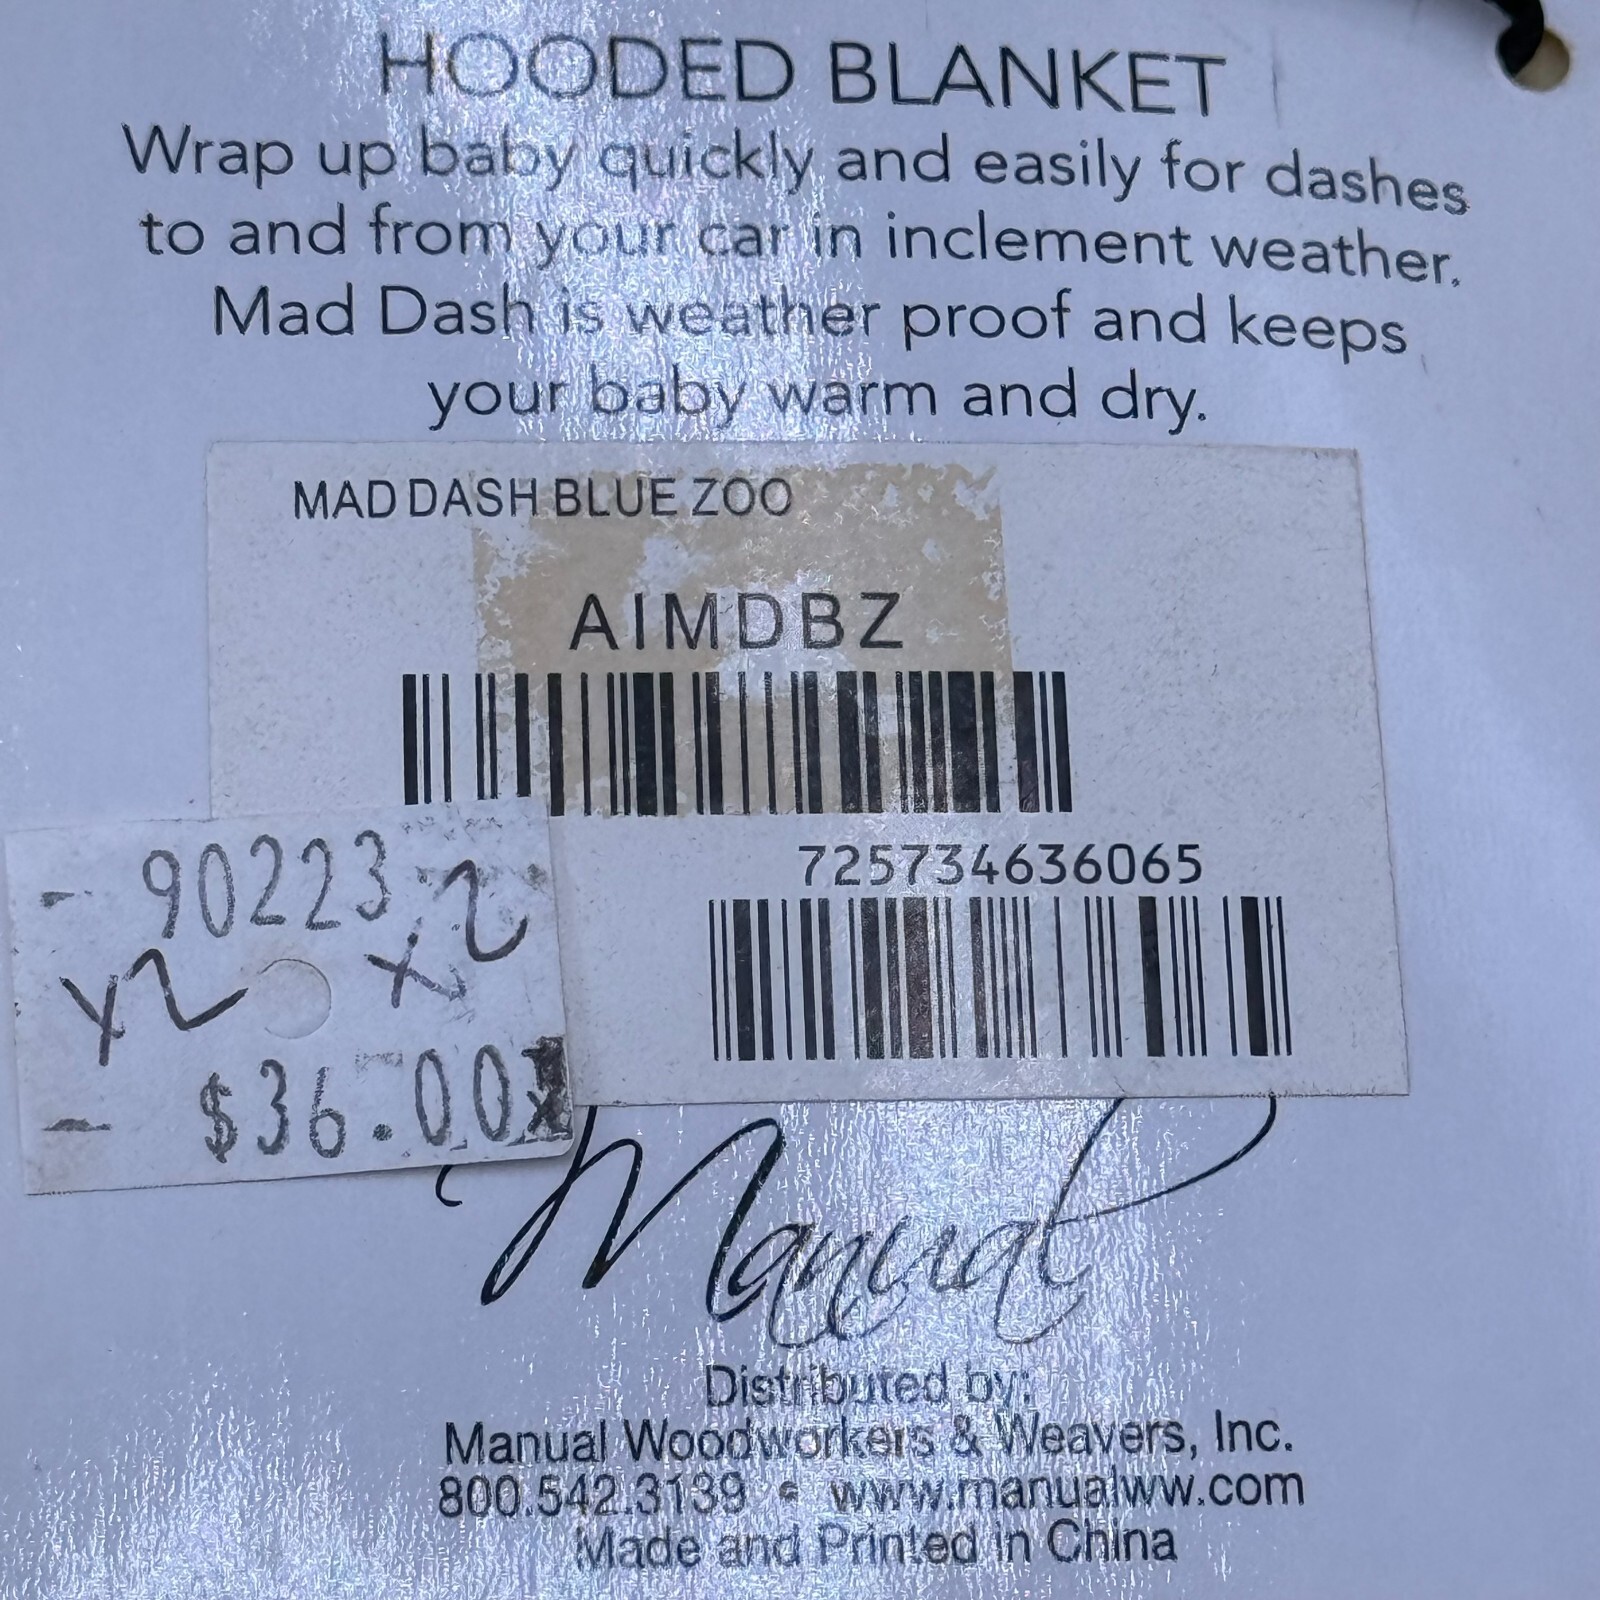 HOODED BLANKET
Wrap up baby quickly and easily for dashes
to and from your car in inclement weather.
Mad Dash is weather proof and keeps
your baby warm and dry.
MAD DASH BLUE ZOO
AIMDBZ
725734636065
- 90223
x2 x2
- $36.00
Manual
Distributed by:
Manual Woodworkers & Weavers, Inc.
800.542.3139 • www.manualww.com
Made and Printed in China